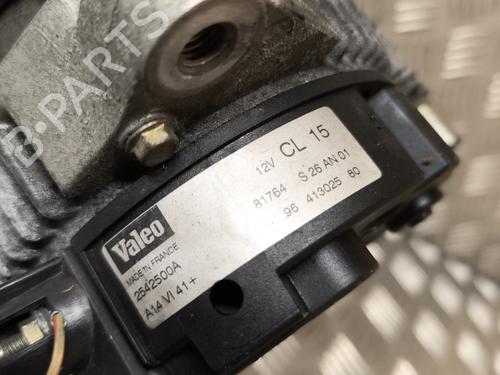 B-PARTS
12V CL 15
81764 S 26 AN 01
96 413025 80
Valeo
MADE IN FRANCE
2542500A
A14 VI 41+